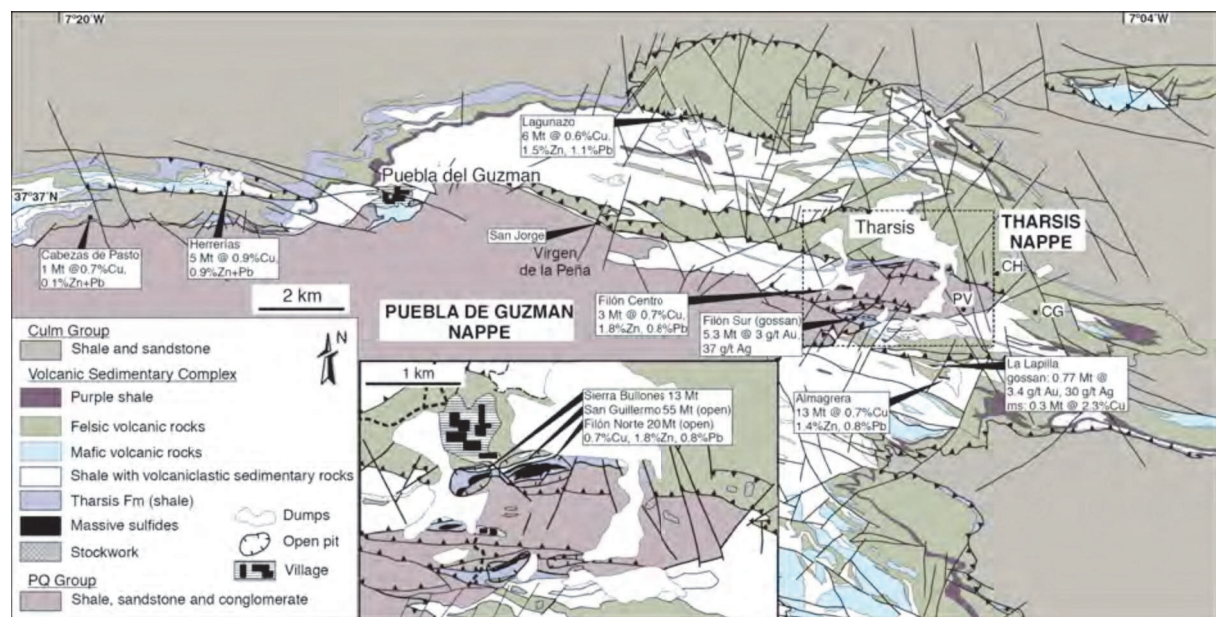 7°20´W
7°04´W
Lagunazo
6 Mt @ 0.6%Cu,
1.5%Zn, 1.1%Pb
Puebla del Guzman
37°37´N
Cabezas de Pasto
1 Mt @0.7%Cu,
0.1%Zn+Pb
Herrerías
5 Mt @ 0.9%Cu,
0.9%Zn+Pb
San Jorge
Virgen
de la Peña
Tharsis
THARSIS
NAPPE
CH
PV
CG
2 km
PUEBLA DE GUZMAN
NAPPE
Filón Centro
3 Mt @ 0.7%Cu,
1.8%Zn, 0.8%Pb
Filón Sur (gossan)
5.3 Mt @ 3 g/t Au,
37 g/t Ag
La Lapilla
gossan: 0.77 Mt @
3.4 g/t Au, 30 g/t Ag
ms: 0.3 Mt @ 2.3%Cu
Almagrera
13 Mt @ 0.7%Cu
1.4%Zn, 0.8%Pb
N
Culm Group
Shale and sandstone
Volcanic Sedimentary Complex
Purple shale
Felsic volcanic rocks
Mafic volcanic rocks
Shale with volcaniclastic sedimentary rocks
Tharsis Fm (shale)
Massive sulfides
Stockwork
Dumps
Open pit
Village
PQ Group
Shale, sandstone and conglomerate
1 km
Sierra Bullones 13 Mt
San Guillermo 55 Mt (open)
Filón Norte 20 Mt (open)
0.7%Cu, 1.8%Zn, 0.8%Pb